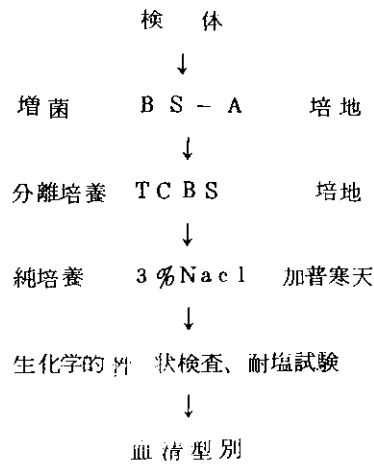 検 体
↓
増菌 BS-A 培地
↓
分離培養 TCBS 培地
↓
純培養 3%Nacl 加普寒天
↓
生化学的性状検査、耐塩試験
↓
血清型別